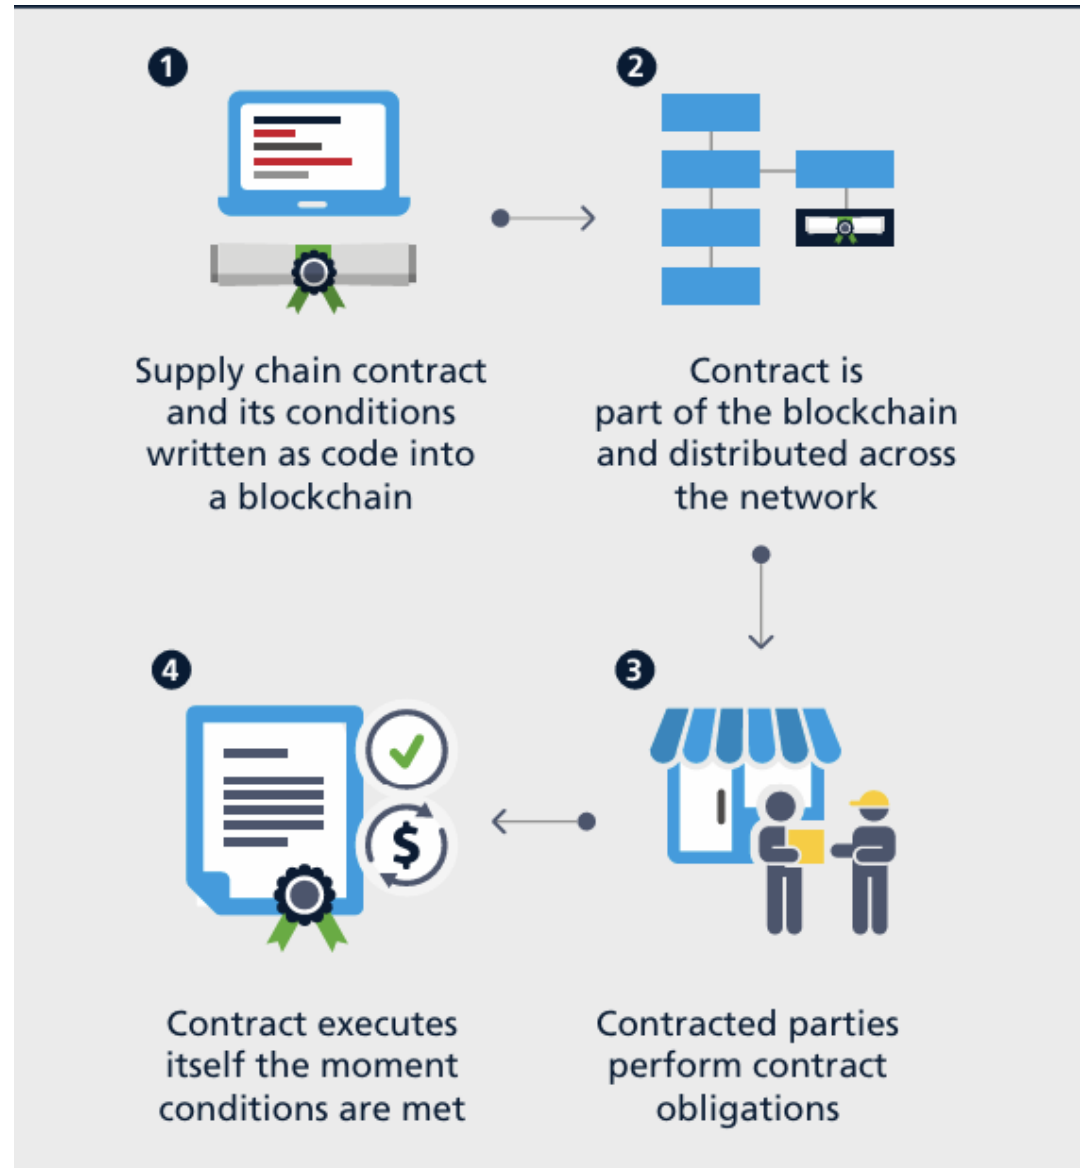 1
Supply chain contract
and its conditions
written as code into
a blockchain
2
Contract is
part of the blockchain
and distributed across
the network
3
Contracted parties
perform contract
obligations
4
$
Contract executes
itself the moment
conditions are met